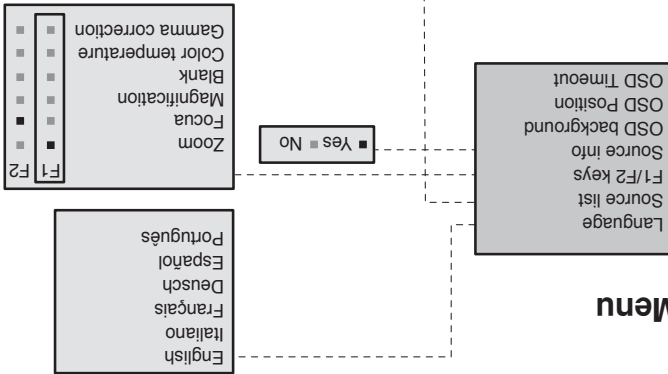 Menu
Language
Source list
F1/F2 keys
Source info
OSD background
OSD Position
OSD Timeout
English
Italiano
Français
Deusch
Español
Português
Yes No
F1 F2
Zoom
Focua
Magnification
Blank
Color temperature
Gamma correction